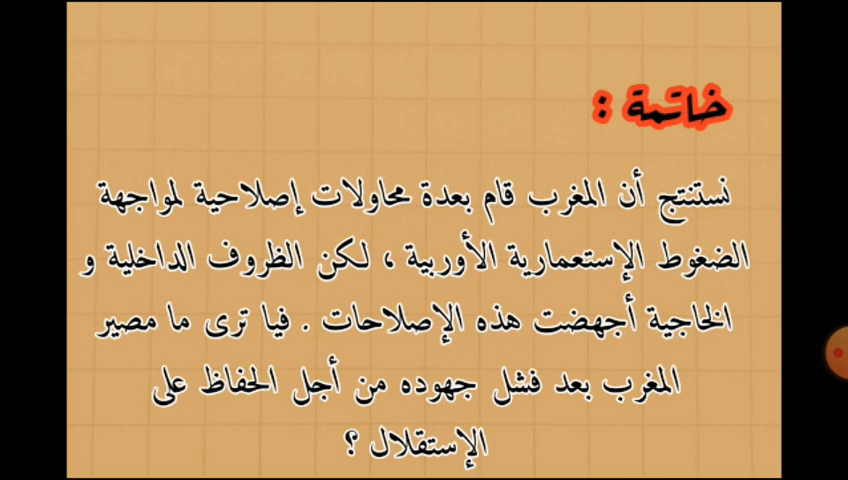 خاتمة :
نستنتج أن المغرب قام بعدة محاولات إصلاحية لمواجهة
الضغوط الإستعمارية الأوربية ، لكن الظروف الداخلية و
الخاجية أجهضت هذه الإصلاحات . فيا ترى ما مصير
المغرب بعد فشل جهوده من أجل الحفاظ على
الإستقلال ؟